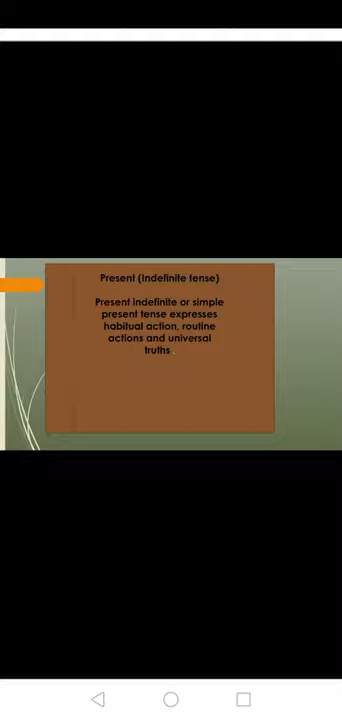 Present (Indefinite tense)
Present indefinite or simple
present tense expresses
habitual action, routine
actions and universal
truths .